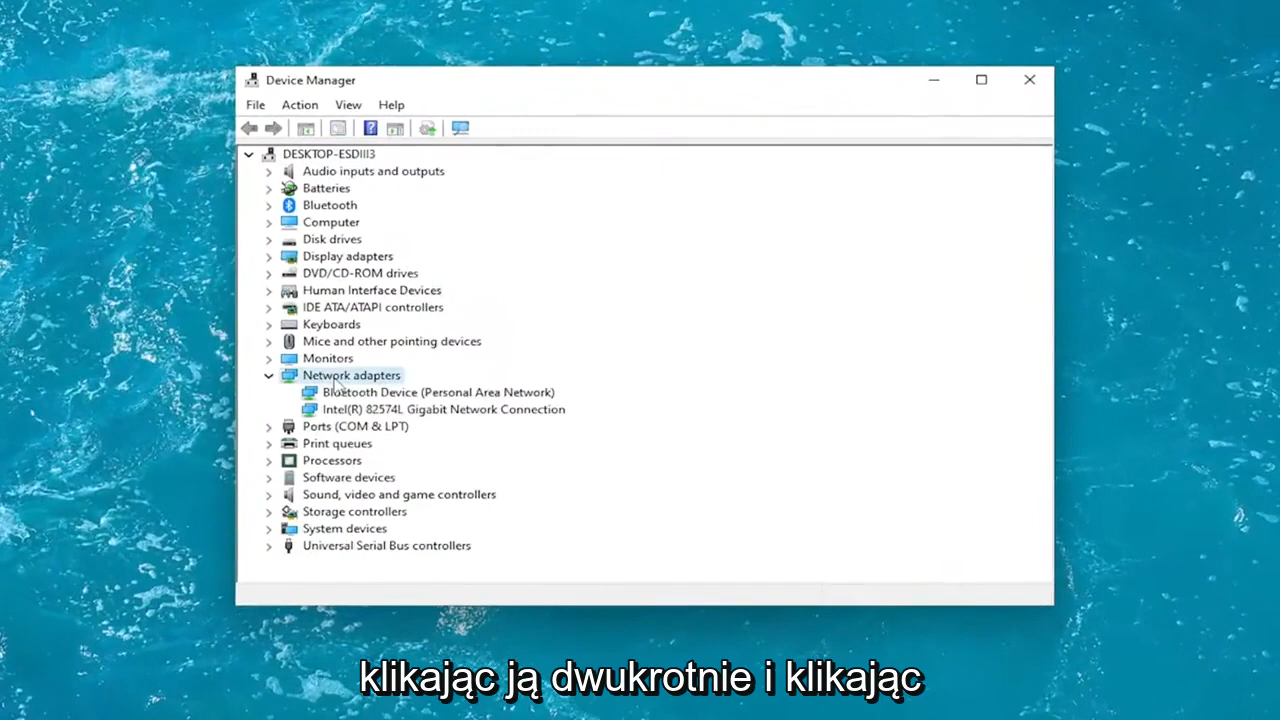 Device Manager
File Action View Help
DESKTOP-ESDIII3
Audio inputs and outputs
Batteries
Bluetooth
Computer
Disk drives
Display adapters
DVD/CD-ROM drives
Human Interface Devices
IDE ATA/ATAPI controllers
Keyboards
Mice and other pointing devices
Monitors
Network adapters
Bluetooth Device (Personal Area Network)
Intel(R) 82574L Gigabit Network Connection
Ports (COM & LPT)
Print queues
Processors
Software devices
Sound, video and game controllers
Storage controllers
System devices
Universal Serial Bus controllers
klikając ją dwukrotnie i klikając